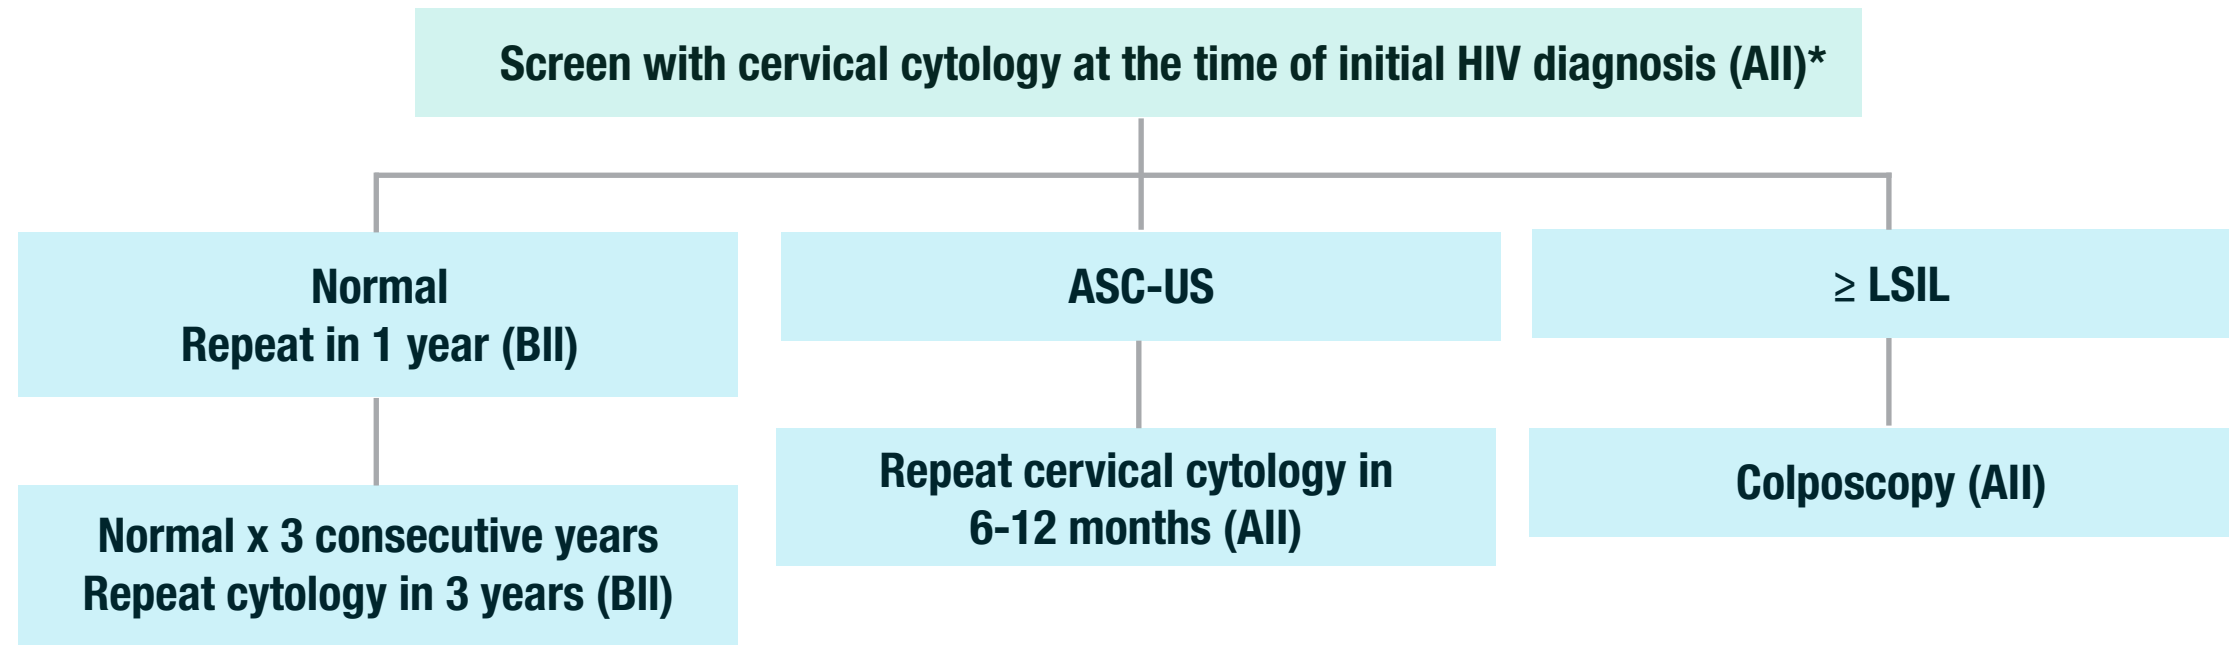 Screen with cervical cytology at the time of initial HIV diagnosis (AII)*
Normal
Repeat in 1 year (BII)
ASC-US
≥ LSIL
Normal x 3 consecutive years
Repeat cytology in 3 years (BII)
Repeat cervical cytology in
6-12 months (AII)
Colposcopy (AII)